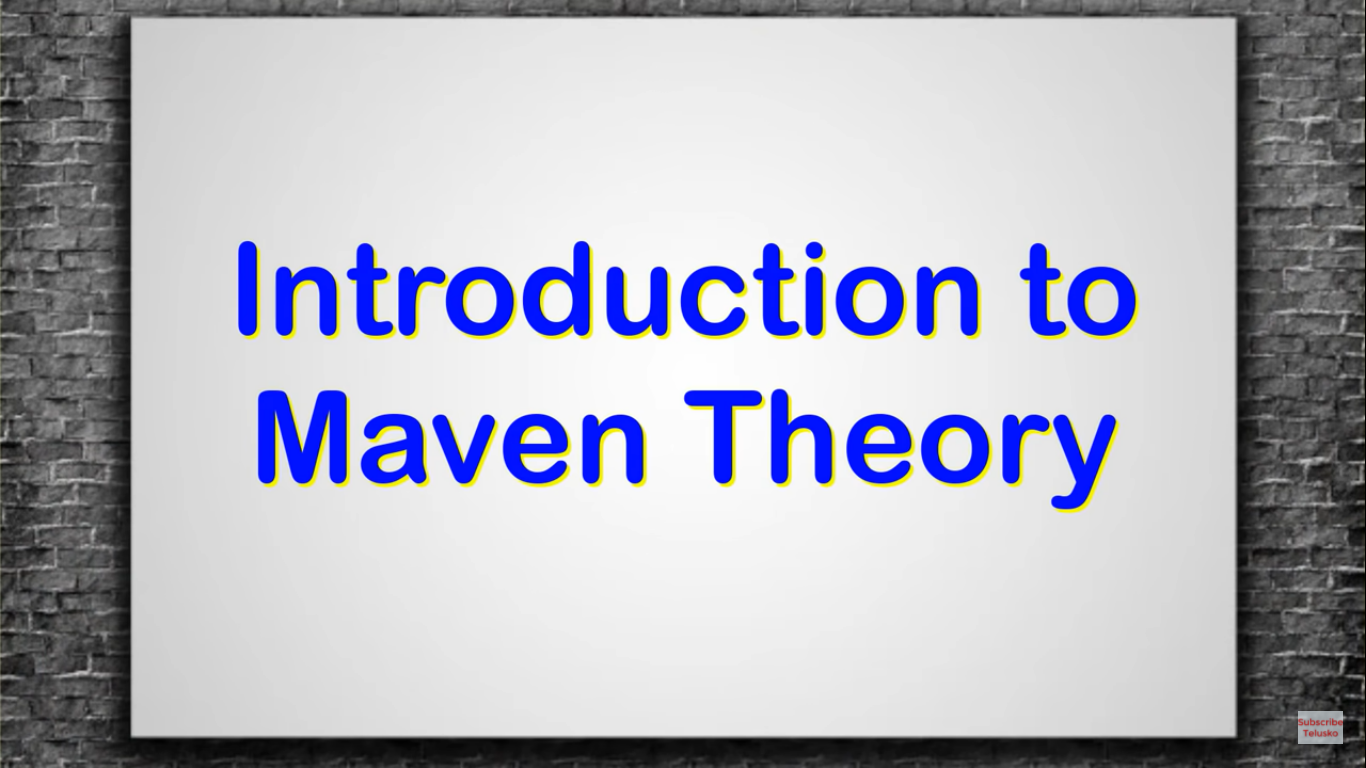 Introduction to
Maven Theory
Subscribe
Telusko